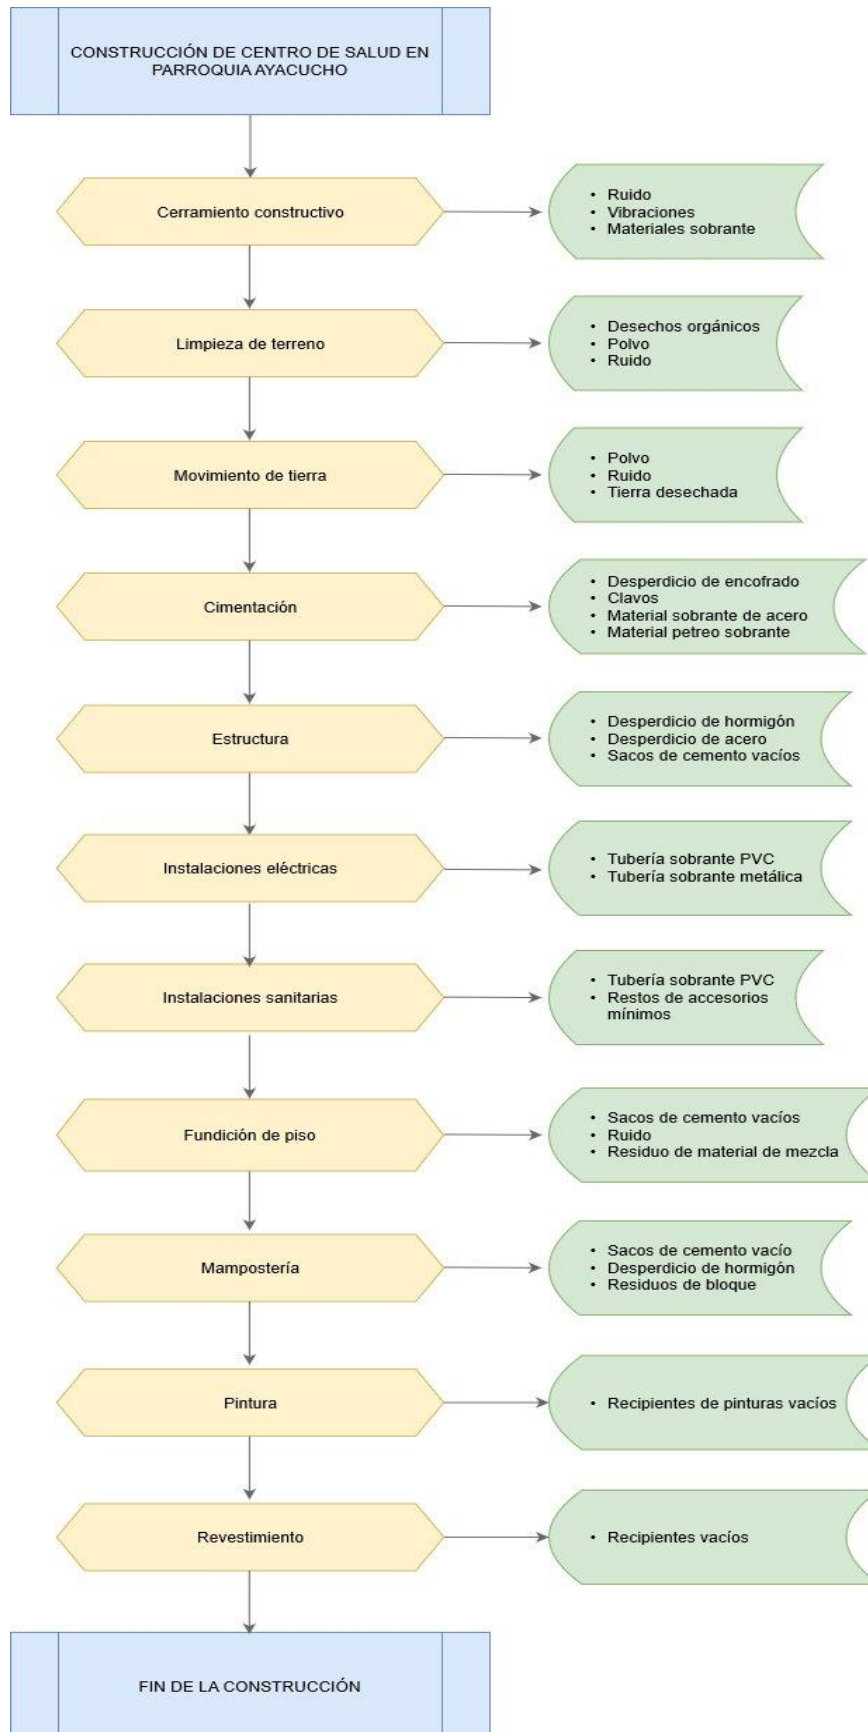 CONSTRUCCIÓN DE CENTRO DE SALUD EN
PARROQUIA AYACUCHO
Cerramiento constructivo
• Ruido
• Vibraciones
• Materiales sobrante
Limpieza de terreno
• Desechos orgánicos
• Polvo
• Ruido
Movimiento de tierra
• Polvo
• Ruido
• Tierra desechada
Cimentación
• Desperdicio de encofrado
• Clavos
• Material sobrante de acero
• Material petreo sobrante
Estructura
• Desperdicio de hormigón
• Desperdicio de acero
• Sacos de cemento vacíos
Instalaciones eléctricas
• Tubería sobrante PVC
• Tubería sobrante metálica
Instalaciones sanitarias
• Tubería sobrante PVC
• Restos de accesorios
mínimos
Fundición de piso
• Sacos de cemento vacíos
• Ruido
• Residuo de material de mezcla
Mampostería
• Sacos de cemento vacío
• Desperdicio de hormigón
• Residuos de bloque
Pintura
• Recipientes de pinturas vacíos
Revestimiento
• Recipientes vacíos
FIN DE LA CONSTRUCCIÓN